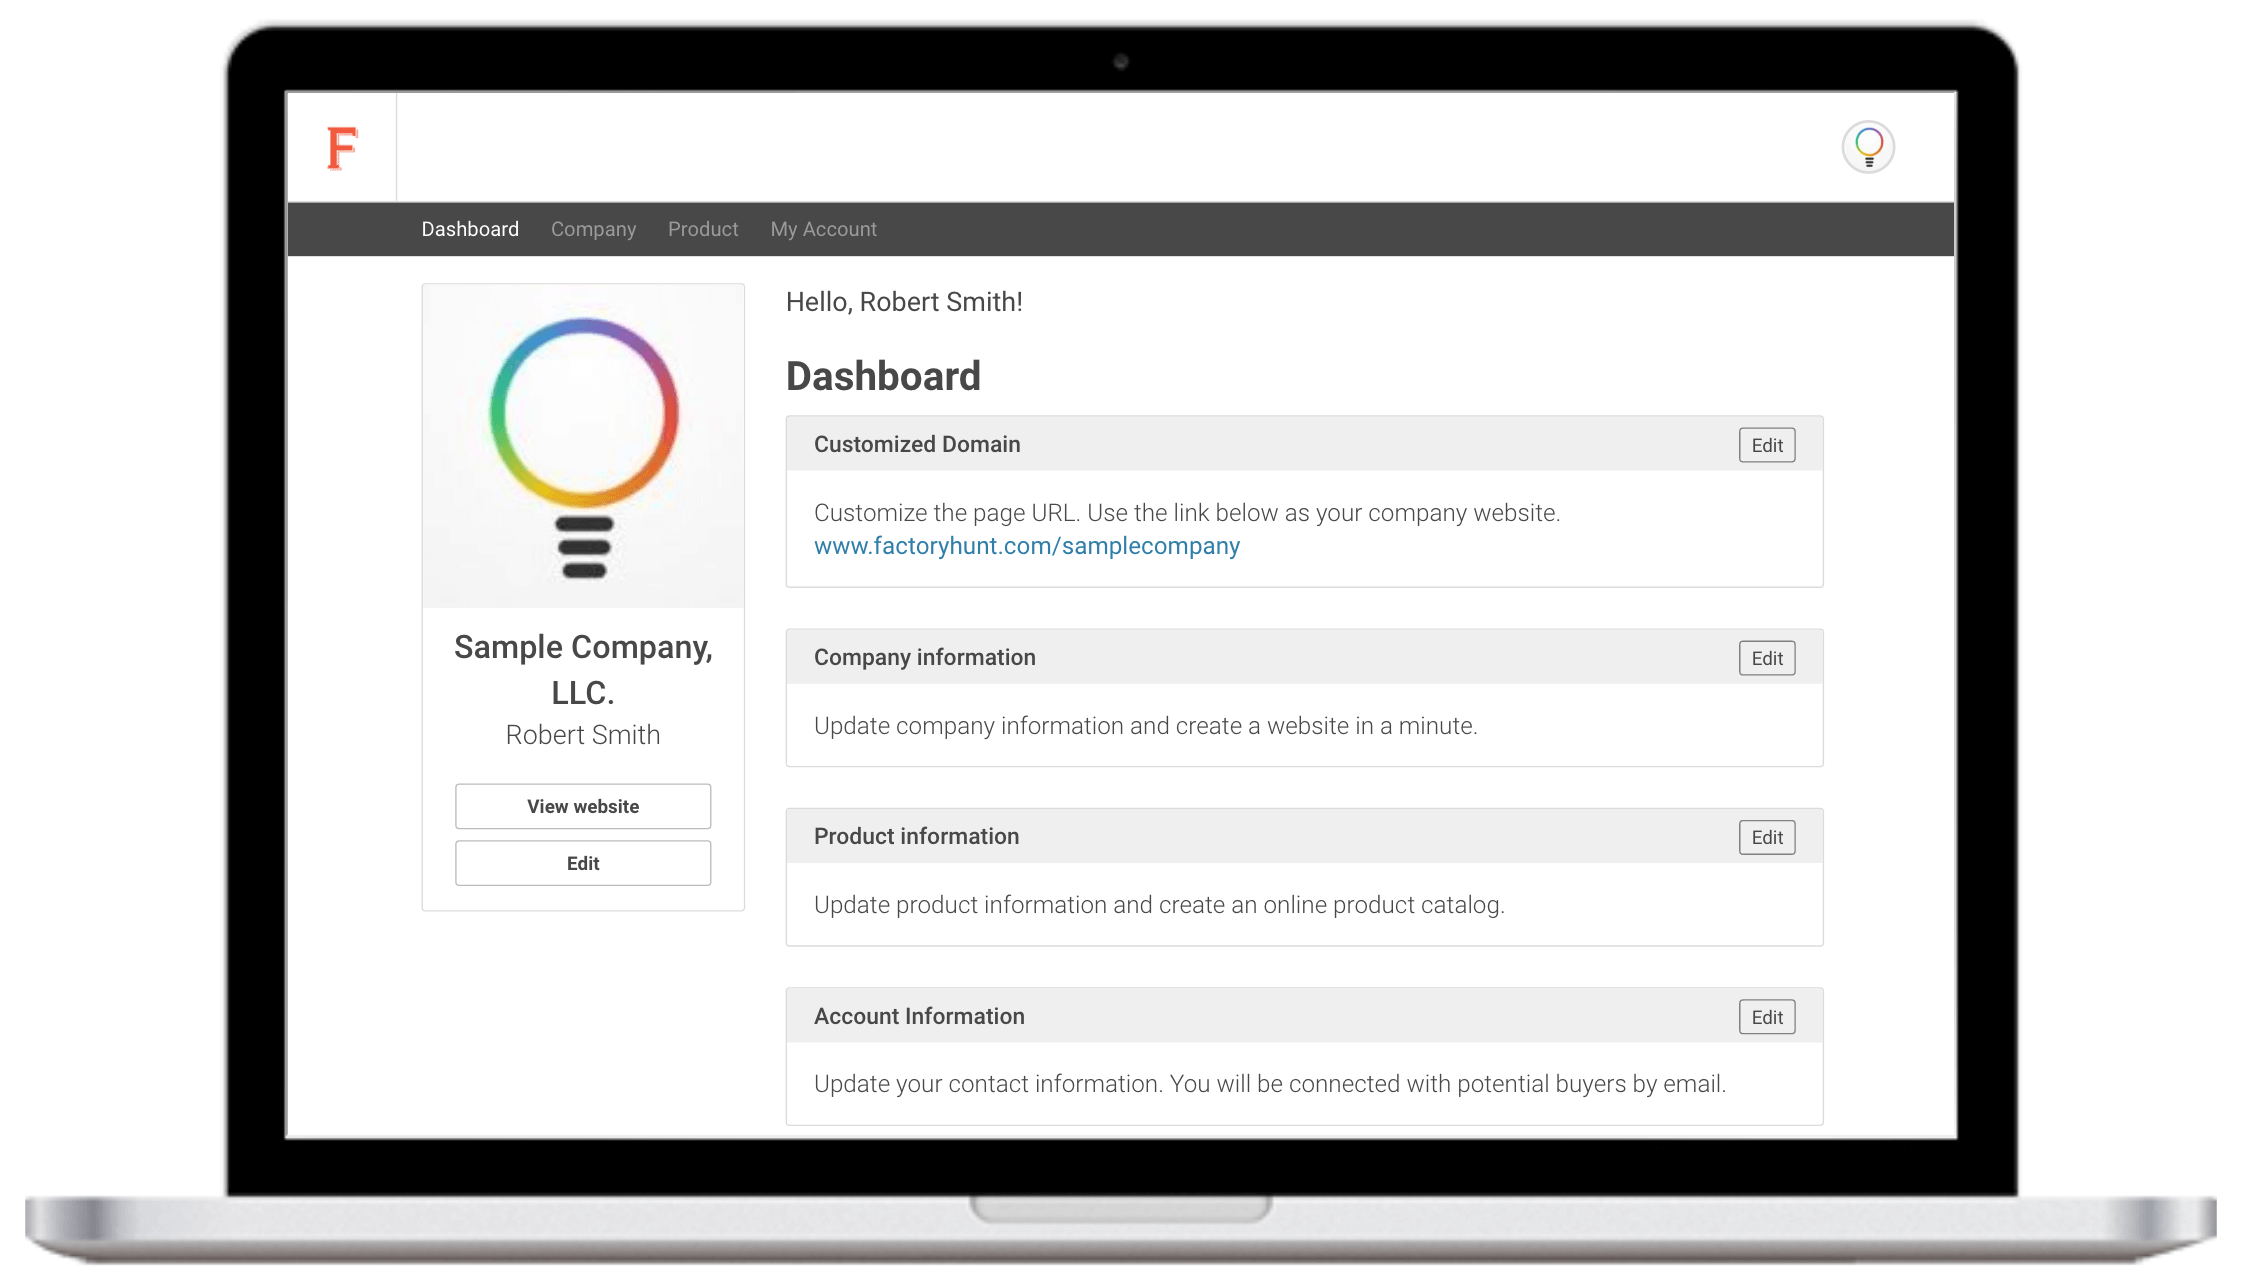 F
Dashboard Company Product My Account
Hello, Robert Smith!
Dashboard
Sample Company,
LLC.
Robert Smith
View website
Edit
Customized Domain Edit
Customize the page URL. Use the link below as your company website.
www.factoryhunt.com/samplecompany
Company information Edit
Update company information and create a website in a minute.
Product information Edit
Update product information and create an online product catalog.
Account Information Edit
Update your contact information. You will be connected with potential buyers by email.